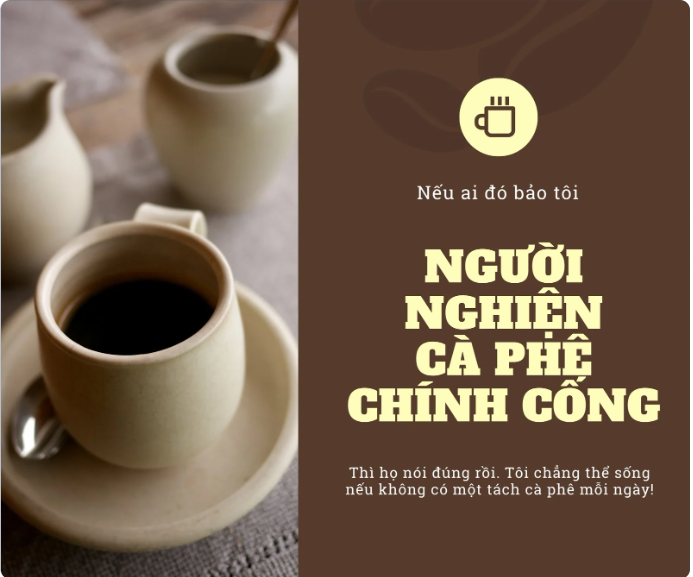 Nếu ai đó bảo tôi
NGƯỜI
NGHIỆN
CÀ PHÊ
CHÍNH CỐNG
Thì họ nói đúng rồi. Tôi chẳng thể sống
nếu không có một tách cà phê mỗi ngày!